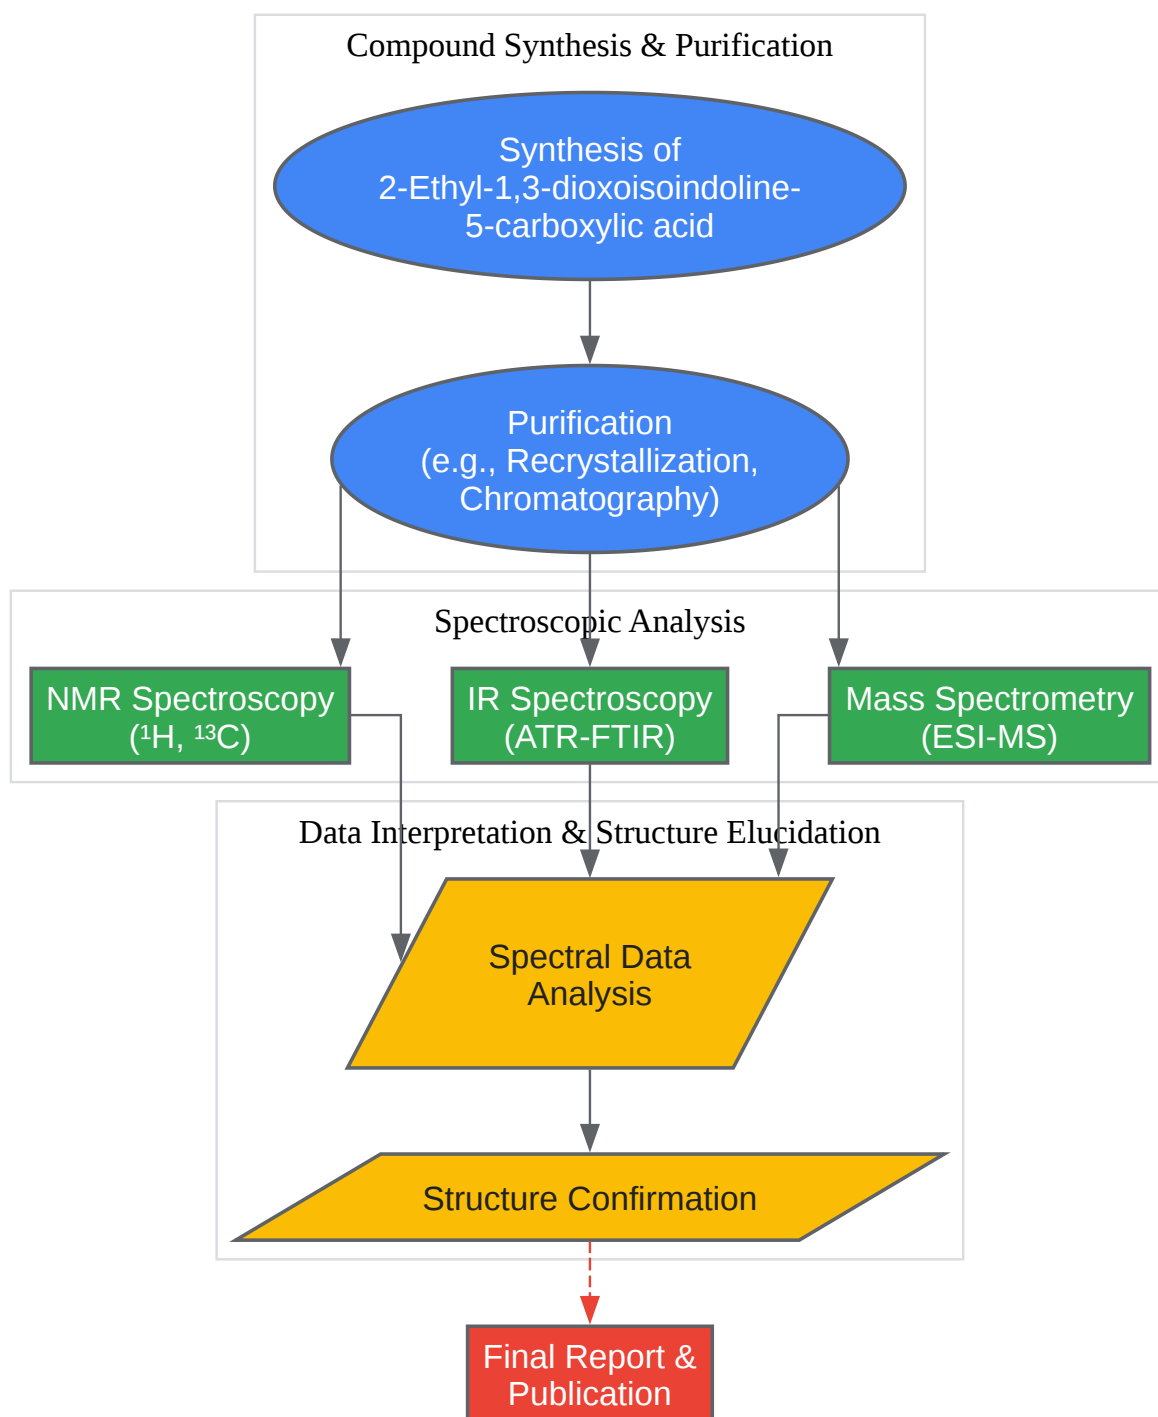 Compound Synthesis & Purification
Synthesis of
2-Ethyl-1,3-dioxoisoindoline-
5-carboxylic acid
Purification
(e.g., Recrystallization,
Chromatography)
Spectroscopic Analysis
NMR Spectroscopy
(¹H, ¹³C)
IR Spectroscopy
(ATR-FTIR)
Mass Spectrometry
(ESI-MS)
Data Interpretation & Structure Elucidation
Spectral Data
Analysis
Structure Confirmation
Final Report &
Publication